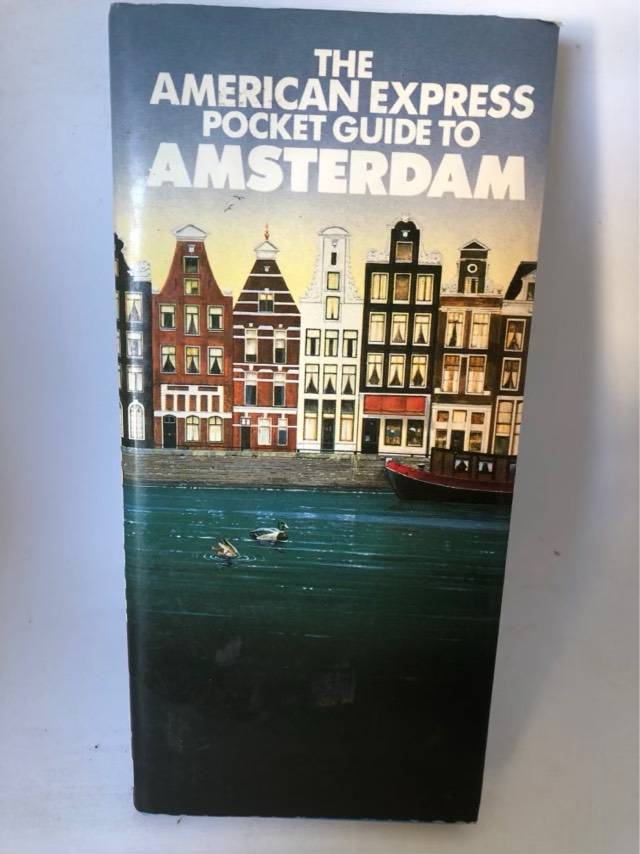 THE
AMERICAN EXPRESS
POCKET GUIDE TO
AMSTERDAM